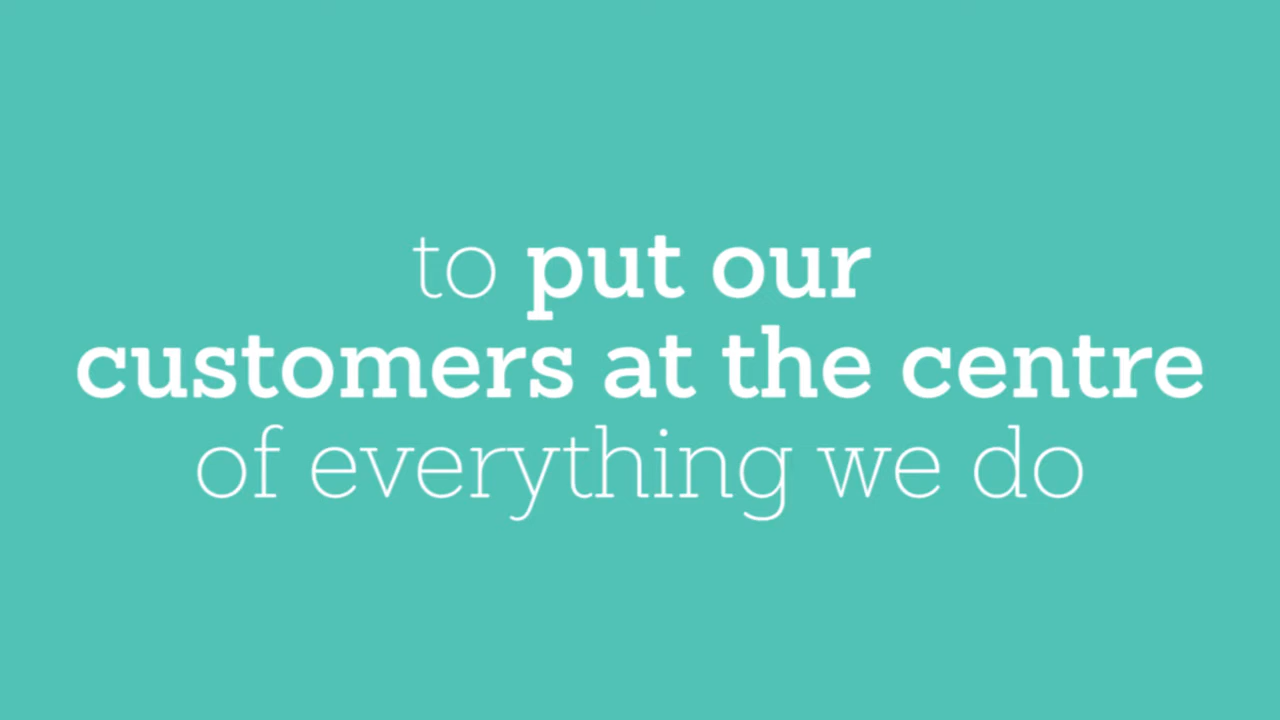 to put our
customers at the centre
of everything we do